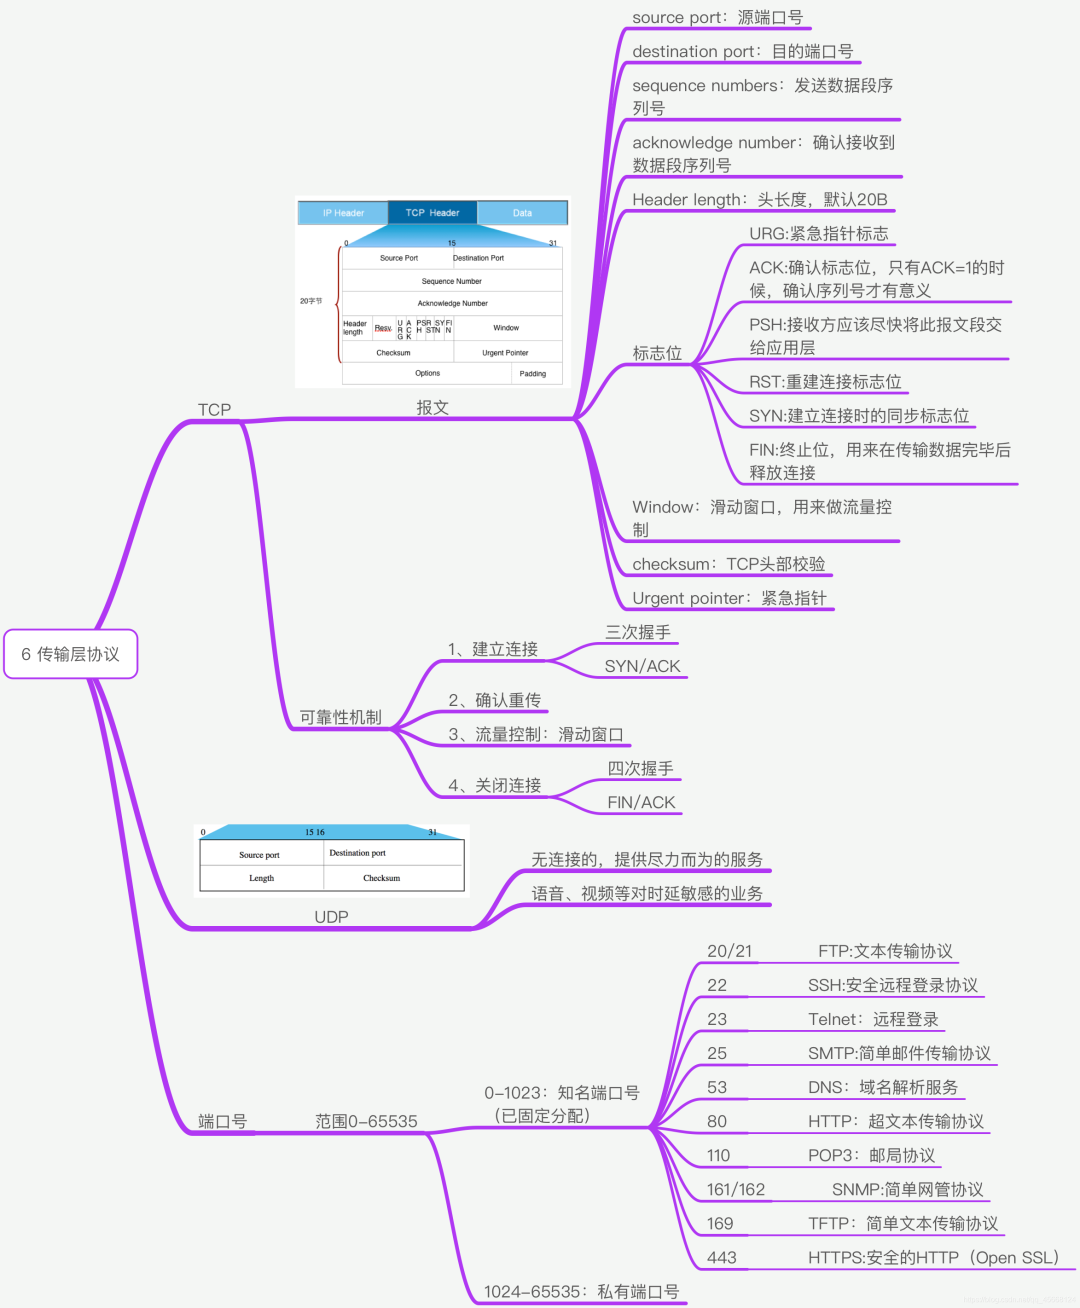 6 传输层协议
TCP
报文
IP Header
TCP Header
Data
0
15
31
20字节
Source Port
Destination Port
Sequence Number
Acknowledge Number
Header
length
Resv.
URG
ACK
PSH
RST
SYN
FIN
Window
Checksum
Urgent Pointer
Options
Padding
source port：源端口号
destination port：目的端口号
sequence numbers：发送数据段序
列号
acknowledge number：确认接收到
数据段序列号
Header length：头长度，默认20B
标志位
URG:紧急指针标志
ACK:确认标志位，只有ACK=1的时
候，确认序列号才有意义
PSH:接收方应该尽快将此报文段交
给应用层
RST:重建连接标志位
SYN:建立连接时的同步标志位
FIN:终止位，用来在传输数据完毕后
释放连接
Window：滑动窗口，用来做流量控
制
checksum：TCP头部校验
Urgent pointer：紧急指针
可靠性机制
1、建立连接
三次握手
SYN/ACK
2、确认重传
3、流量控制：滑动窗口
4、关闭连接
四次握手
FIN/ACK
0
15 16
31
Source port
Destination port
Length
Checksum
UDP
无连接的，提供尽力而为的服务
语音、视频等对时延敏感的业务
端口号
范围0-65535
0-1023：知名端口号
（已固定分配）
20/21 FTP:文本传输协议
22 SSH:安全远程登录协议
23 Telnet：远程登录
25 SMTP:简单邮件传输协议
53 DNS：域名解析服务
80 HTTP：超文本传输协议
110 POP3：邮局协议
161/162 SNMP:简单网管协议
169 TFTP：简单文本传输协议
443 HTTPS:安全的HTTP（Open SSL）
1024-65535：私有端口号